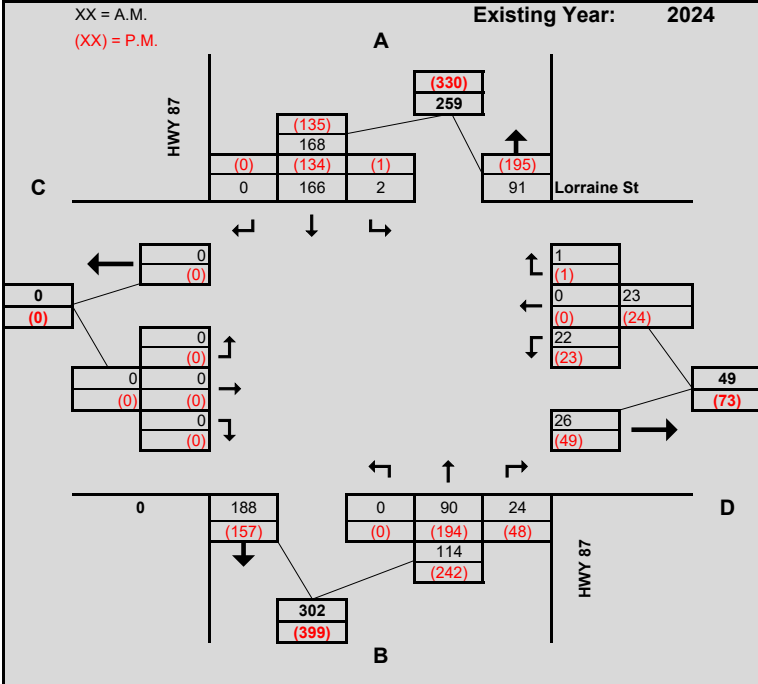 XX = A.M.
Existing Year: 2024
(XX) = P.M.
A
(330)
259
HWY 87
(135)
168
(0) (134) (1) (195)
C
0 166 2 91 Lorraine St
0
(0)
1
(1)
0
(0)
0 23
(0) (24)
0
(0)
22
(23)
0 0
(0) (0)
49
(73)
0
(0)
26
(49)
0 188 0 90 24
D
(157) (0) (194) (48)
114
(242)
HWY 87
302
(399)
B